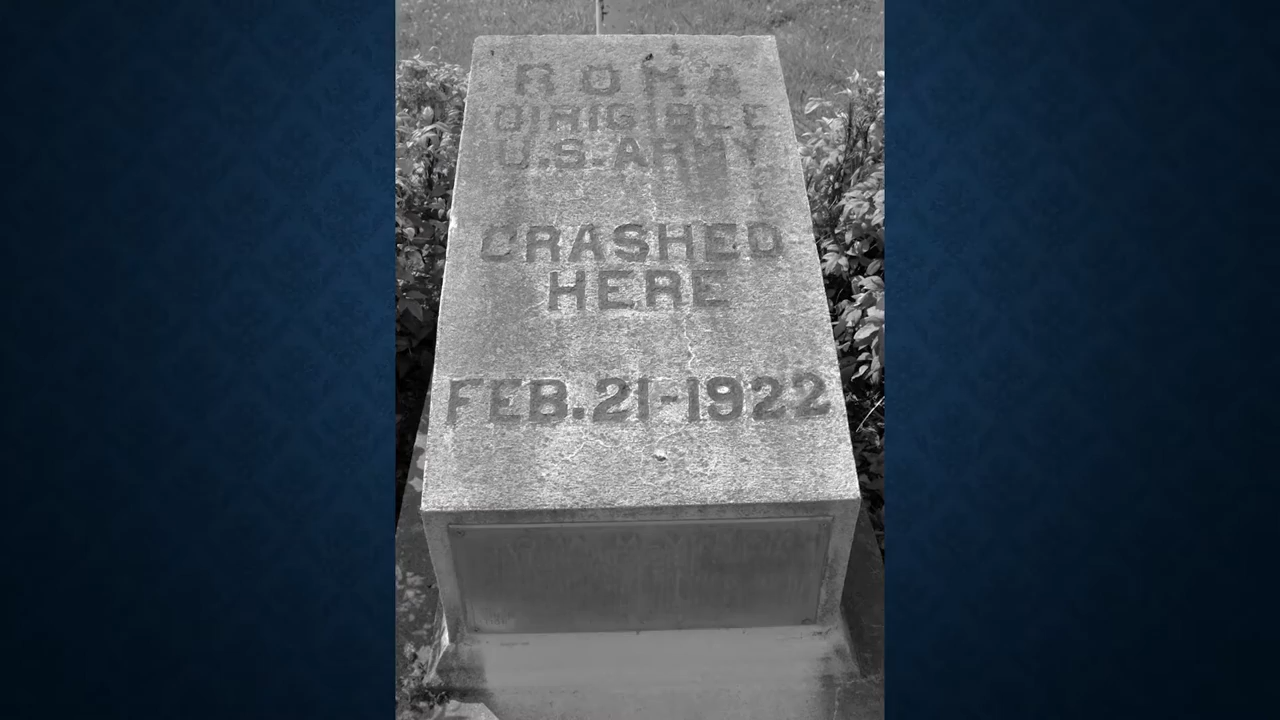 ROMA
DIRIGIBLE
U.S. ARMY
CRASHED
HERE
FEB. 21-1922